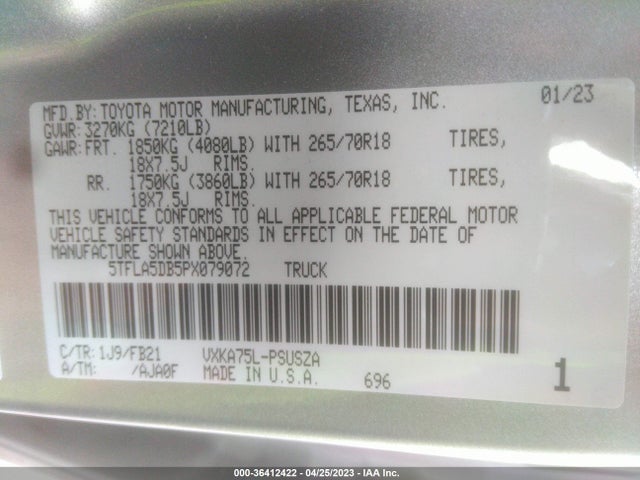 MFD.BY:TOYOTA MOTOR MANUFACTURING, TEXAS, INC. 01/23
GVWR:3270KG (7210LB)
GAWR:FRT. 1850KG (4080LB) WITH 265/70R18 TIRES,
18X7.5J RIMS.
RR. 1750KG (3860LB) WITH 265/70R18 TIRES,
18X7.5J RIMS.
THIS VEHICLE CONFORMS TO ALL APPLICABLE FEDERAL MOTOR
VEHICLE SAFETY STANDARDS IN EFFECT ON THE DATE OF
MANUFACTURE SHOWN ABOVE.
5TFLA5DB5PX079072 TRUCK
C/TR:1J9/FB21 VXKA75L-PSUSZA
A/TM: /AJA0F MADE IN U.S.A. 696 1
000-36412422 - 04/25/2023 - IAA Inc.